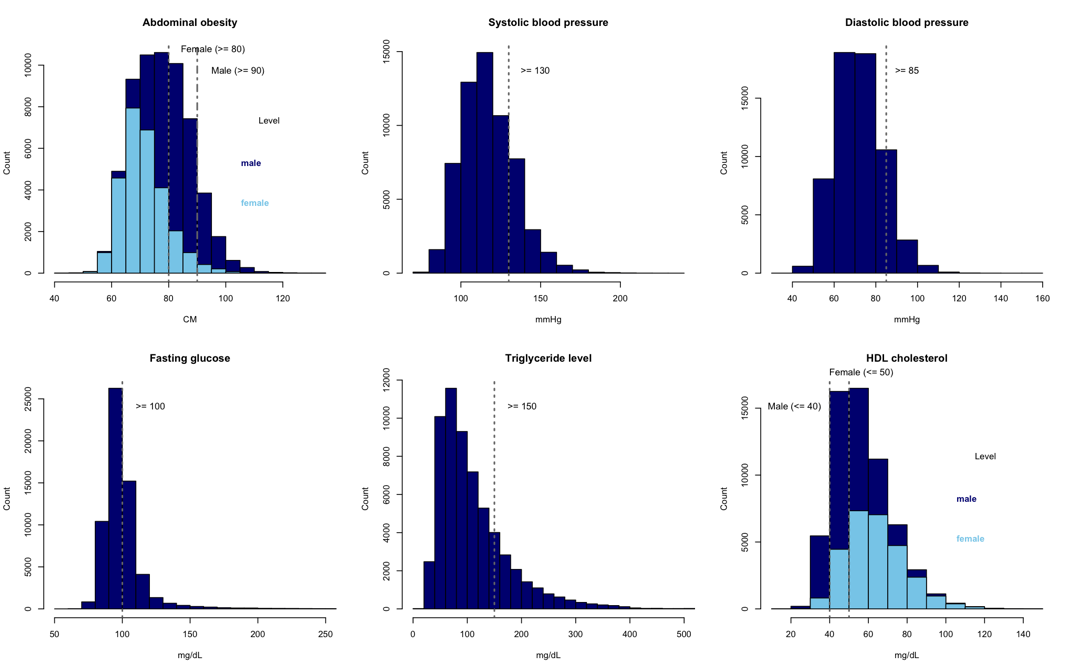 Abdominal obesity
Female (>= 80)
Male (>= 90)
Level
male
female
Count
0
2000
4000
6000
8000
10000
40
60
80
100
120
CM
Systolic blood pressure
>= 130
Count
0
5000
10000
15000
100
150
200
mmHg
Diastolic blood pressure
>= 85
Count
0
5000
10000
15000
40
60
80
100
120
140
160
mmHg
Fasting glucose
>= 100
Count
0
5000
10000
15000
20000
25000
50
100
150
200
250
mg/dL
Triglyceride level
>= 150
Count
0
2000
4000
6000
8000
10000
12000
0
100
200
300
400
500
mg/dL
HDL cholesterol
Female (<= 50)
Male (<= 40)
Level
male
female
Count
0
5000
10000
15000
20
40
60
80
100
120
140
mg/dL